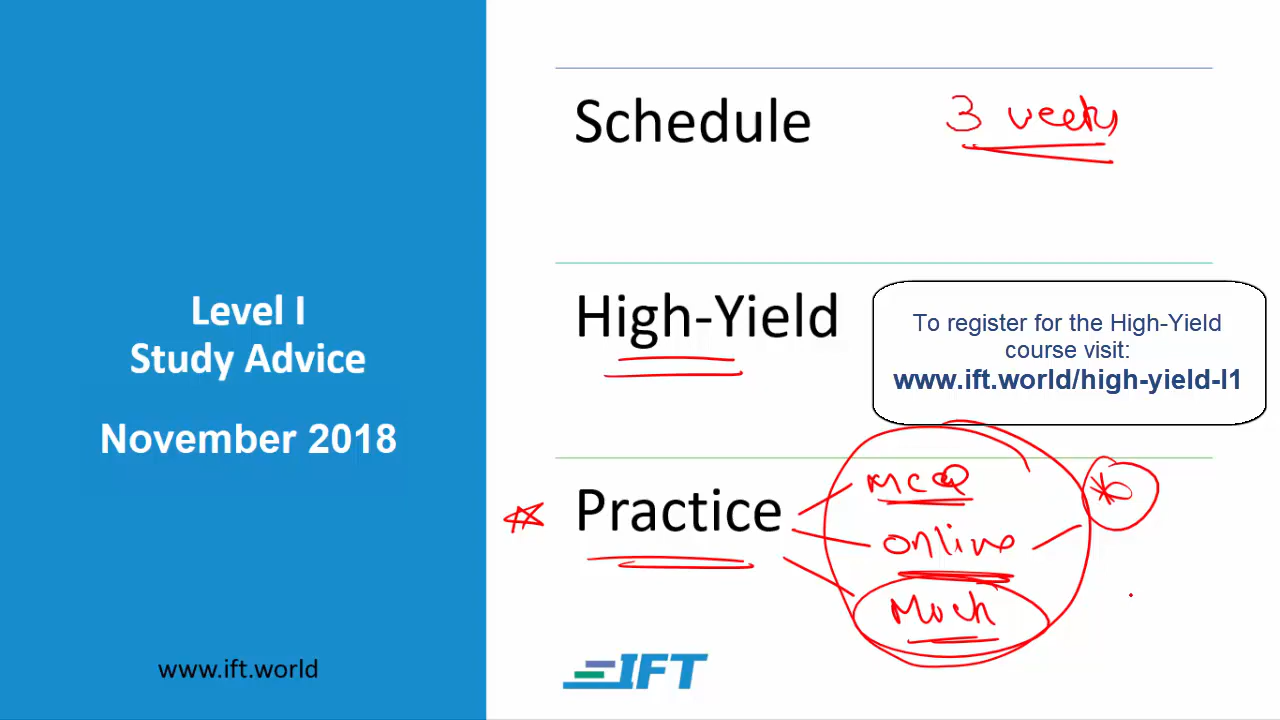 Schedule
3 weeks
Level I
Study Advice
November 2018
High-Yield
To register for the High-Yield
course visit:
www.ift.world/high-yield-l1
Practice
MCQ
online
Mock
www.ift.world
IFT